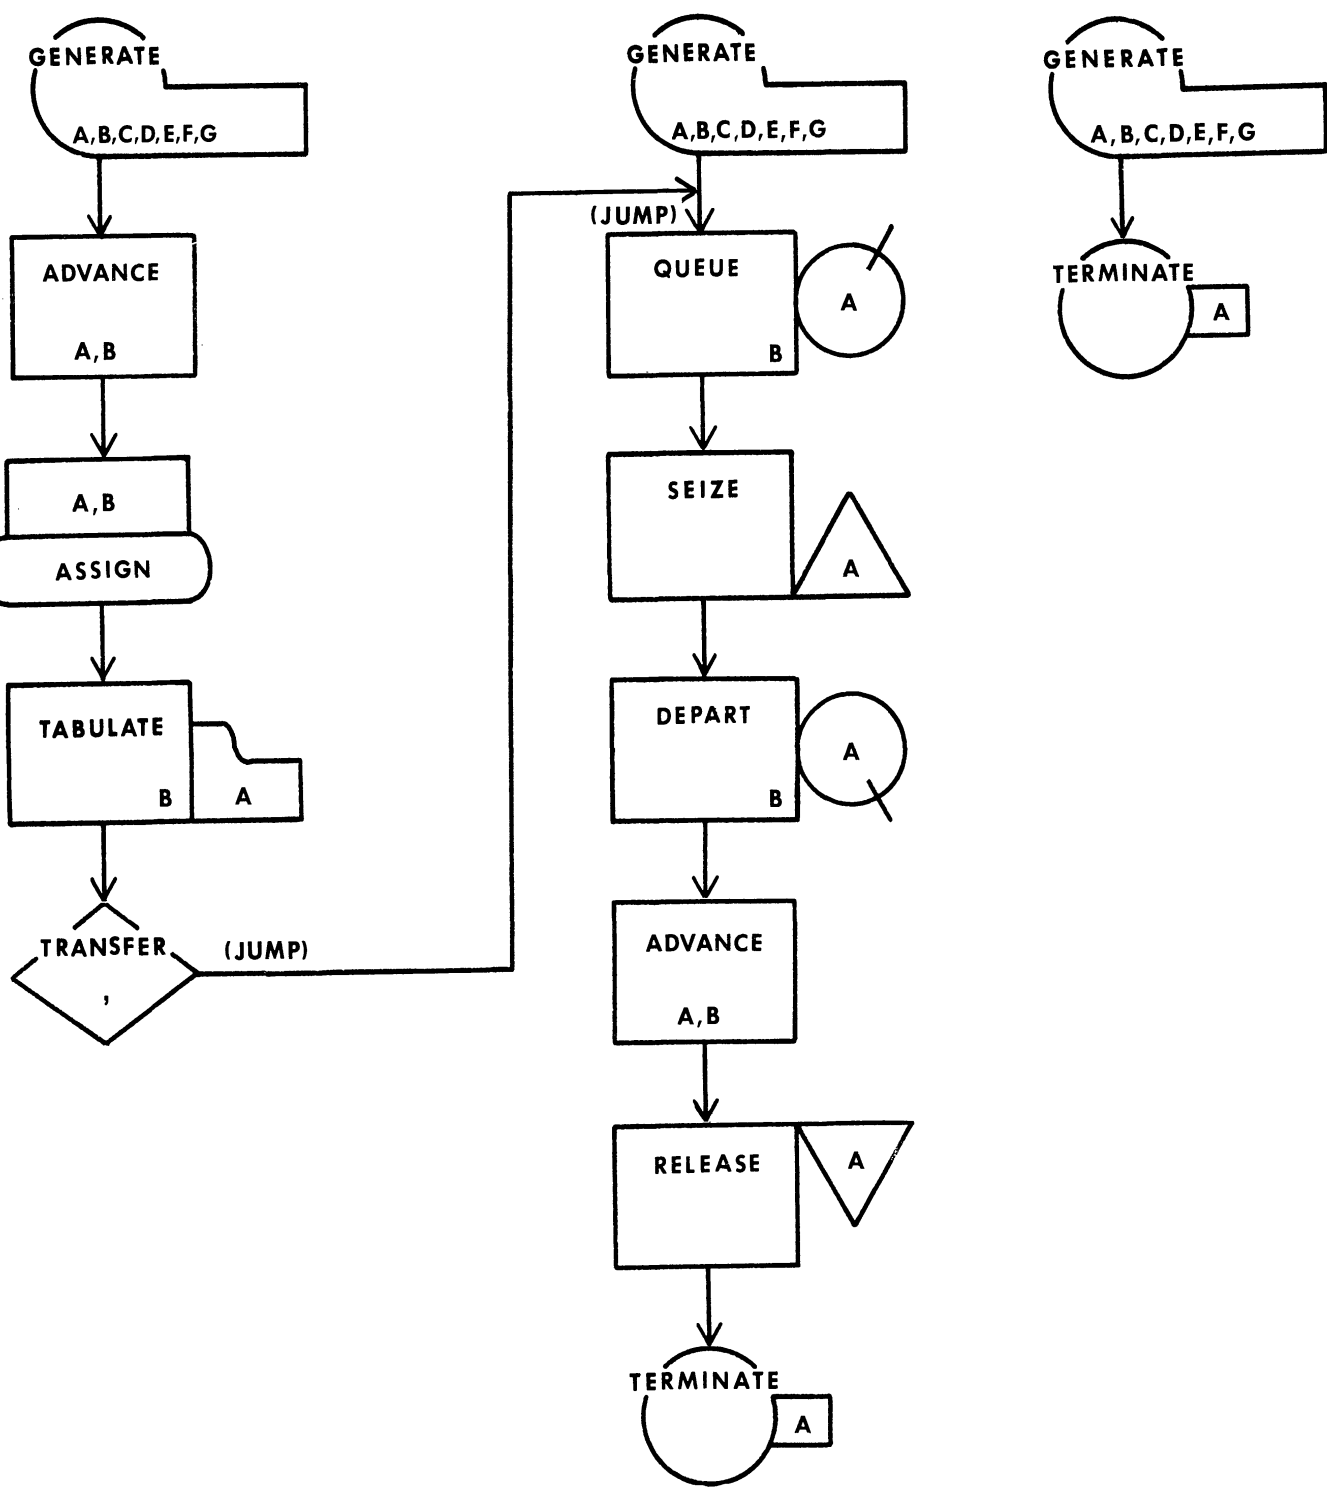 GENERATE
A,B,C,D,E,F,G
ADVANCE
A,B
A,B
ASSIGN
TABULATE
B
A
TRANSFER
,
(JUMP)
GENERATE
A,B,C,D,E,F,G
(JUMP)
QUEUE
A
B
SEIZE
A
DEPART
A
B
ADVANCE
A,B
RELEASE
A
TERMINATE
A
GENERATE
A,B,C,D,E,F,G
TERMINATE
A